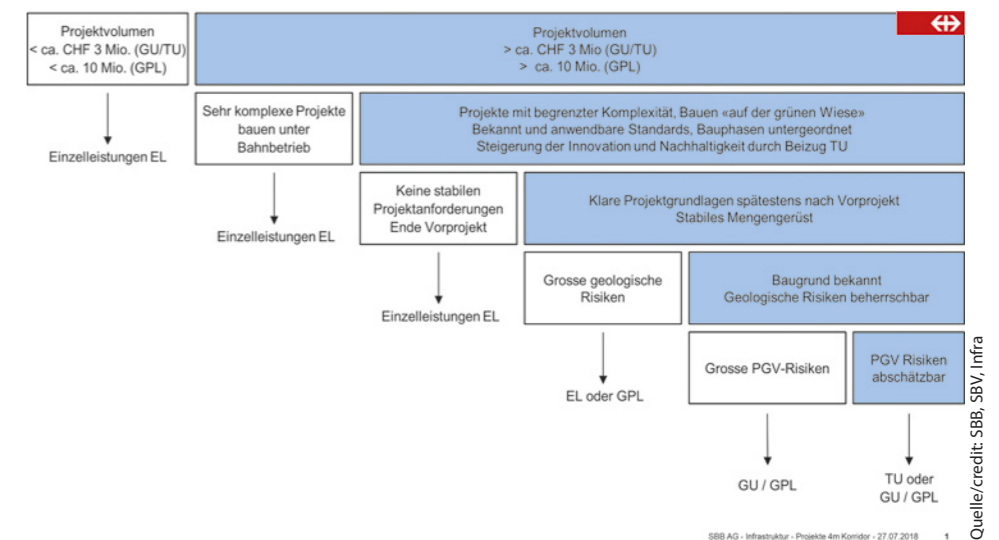 Projektvolumen
< ca. CHF 3 Mio. (GU/TU)
< ca. 10 Mio. (GPL)
Projektvolumen
> ca. CHF 3 Mio (GU/TU)
> ca. 10 Mio. (GPL)
Einzelleistungen EL
Sehr komplexe Projekte
bauen unter
Bahnbetrieb
Projekte mit begrenzter Komplexität, Bauen «auf der grünen Wiese»
Bekannt und anwendbare Standards, Bauphasen untergeordnet
Steigerung der Innovation und Nachhaltigkeit durch Beizug TU
Einzelleistungen EL
Keine stabilen
Projektanforderungen
Ende Vorprojekt
Klare Projektgrundlagen spätestens nach Vorprojekt
Stabiles Mengengerüst
Einzelleistungen EL
Grosse geologische
Risiken
Baugrund bekannt
Geologische Risiken beherrschbar
EL oder GPL
Grosse PGV-Risiken
PGV Risiken
abschätzbar
GU / GPL
TU oder
GU / GPL
SBB AG - Infrastruktur - Projekte 4m Korridor - 27.07.2018 1
Quelle/credit: SBB, SBV, Infra